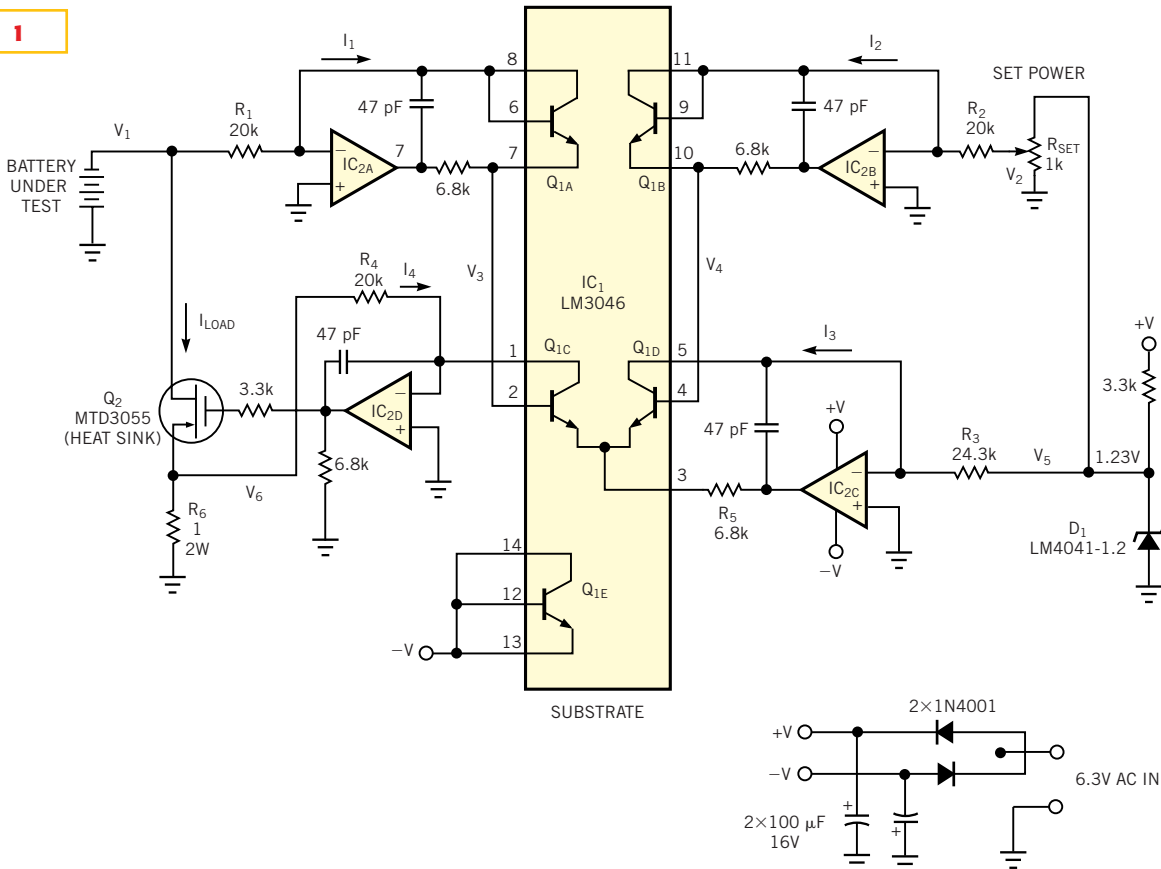 1
I1
8
11
I2
SET POWER
R1
20k
47 pF
6
9
47 pF
R2
20k
RSET
1k
V1
BATTERY
UNDER
TEST
−
+
IC2A
7
6.8k
7
Q1A
10
Q1B
6.8k
−
+
IC2B
V2
R4
20k
I4
V3
V4
IC1
LM3046
ILOAD
47 pF
1
Q1C
Q1D
5
I3
+V
3.3k
Q2
MTD3055
(HEAT SINK)
3.3k
−
+
IC2D
2
4
47 pF
+V
R3
24.3k
V5
1.23V
6.8k
V6
3
R5
6.8k
−
+
IC2C
−V
D1
LM4041-1.2
R6
1
2W
14
12
Q1E
13
−V
SUBSTRATE
2×1N4001
+V
−V
6.3V AC IN
2×100 μF
16V
+
+